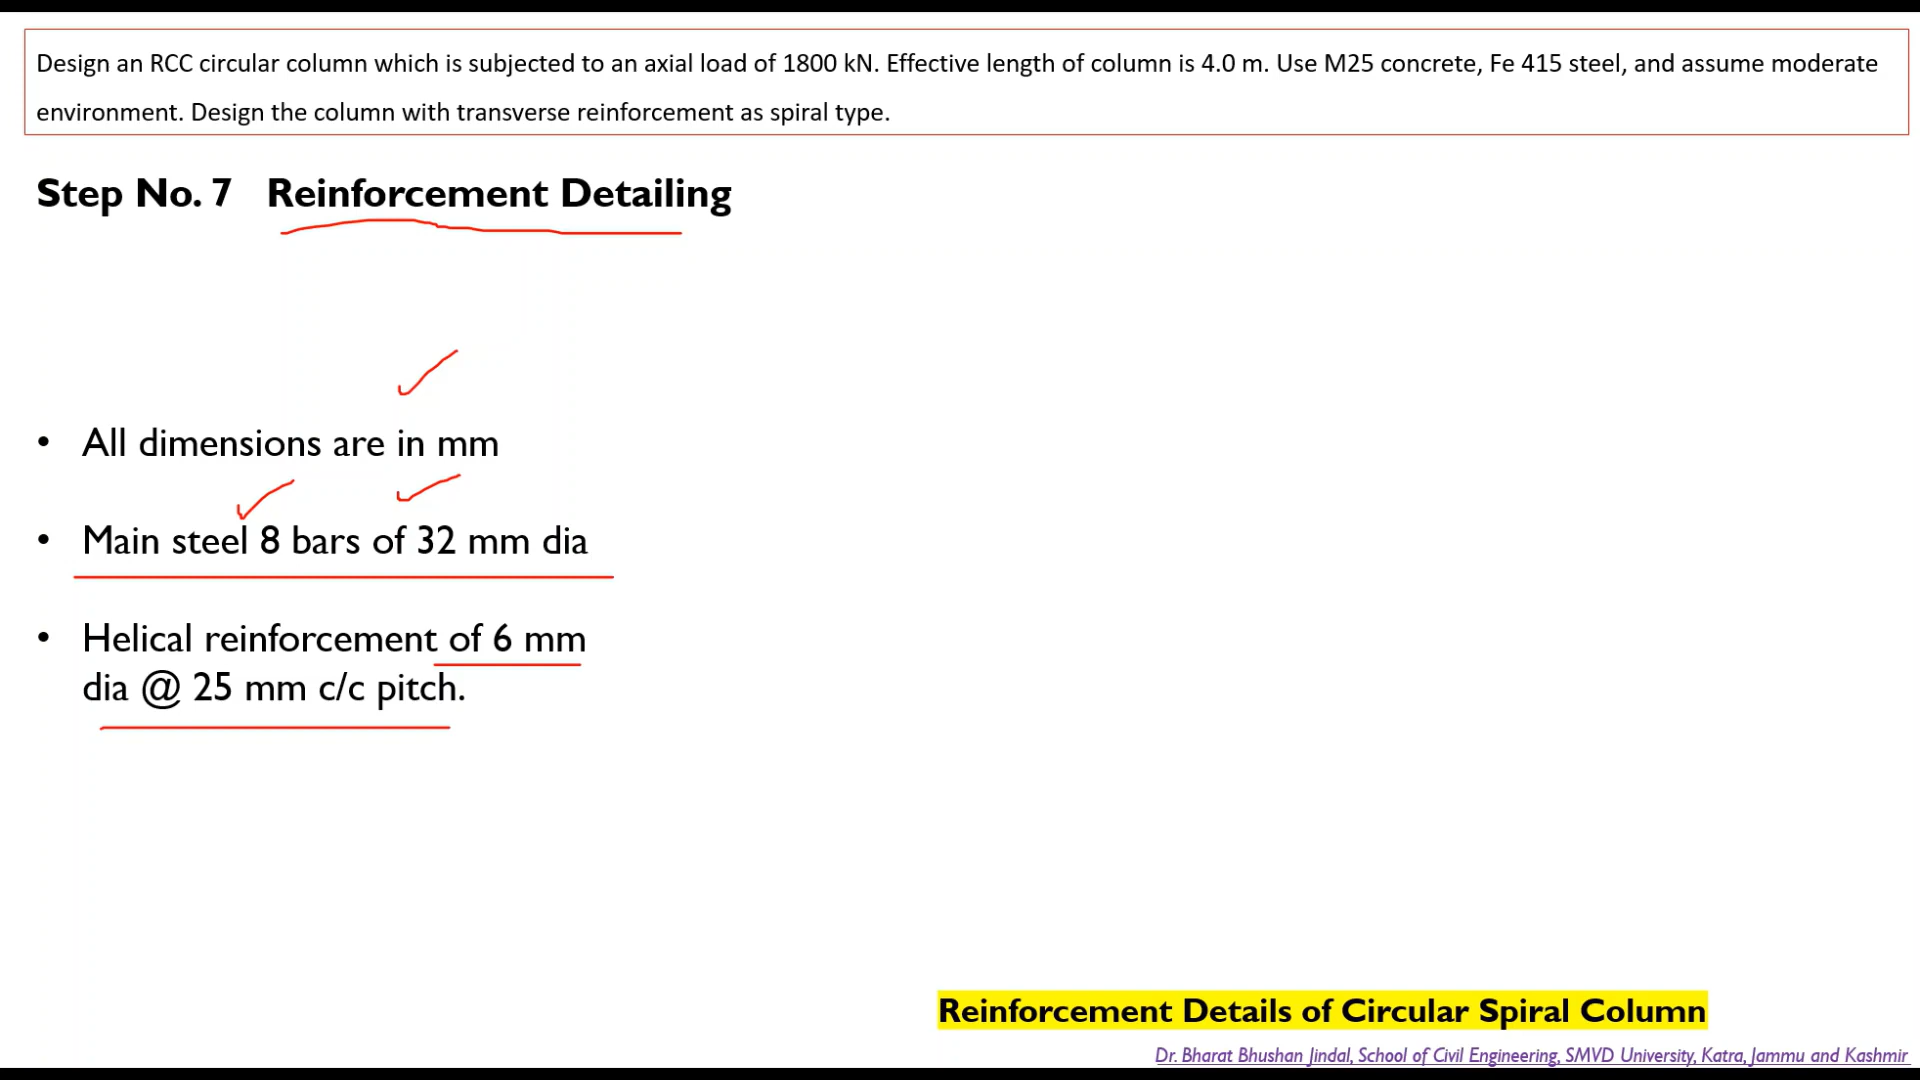 Design an RCC circular column which is subjected to an axial load of 1800 kN. Effective length of column is 4.0 m. Use M25 concrete, Fe 415 steel, and assume moderate
environment. Design the column with transverse reinforcement as spiral type.
Step No. 7 Reinforcement Detailing
• All dimensions are in mm
• Main steel 8 bars of 32 mm dia
• Helical reinforcement of 6 mm
dia @ 25 mm c/c pitch.
Reinforcement Details of Circular Spiral Column
Dr. Bharat Bhushan Jindal, School of Civil Engineering, SMVD University, Katra, Jammu and Kashmir